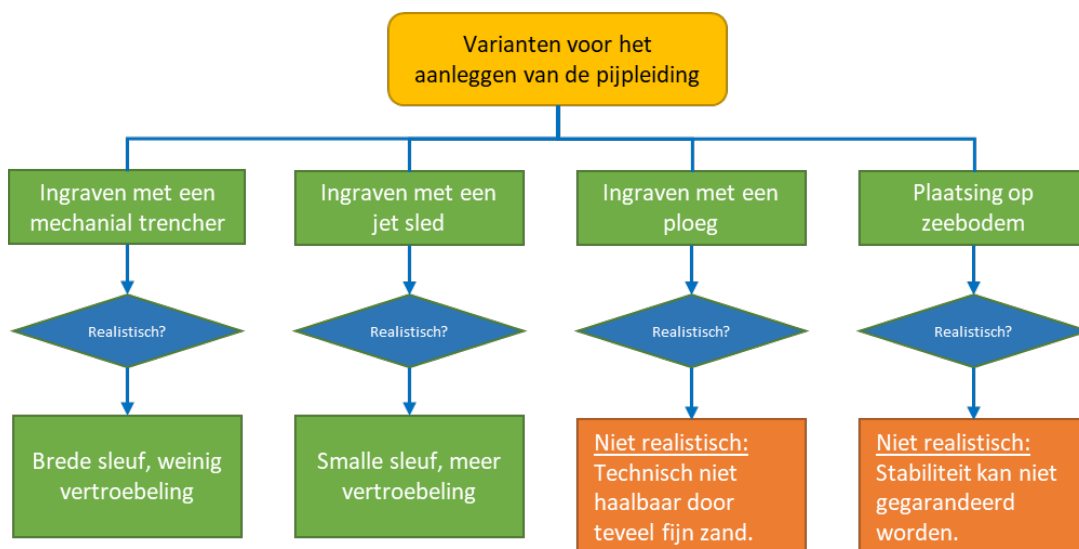 Varianten voor het
aanleggen van de pijpleiding
Ingraven met een
mechanial trencher
Ingraven met een
jet sled
Ingraven met een
ploeg
Plaatsing op
zeebodem
Realistisch?
Realistisch?
Realistisch?
Realistisch?
Brede sleuf, weinig
vertroebeling
Smalle sleuf, meer
vertroebeling
Niet realistisch:
Technisch niet
haalbaar door
teveel fijn zand.
Niet realistisch:
Stabiliteit kan niet
gegarandeerd
worden.